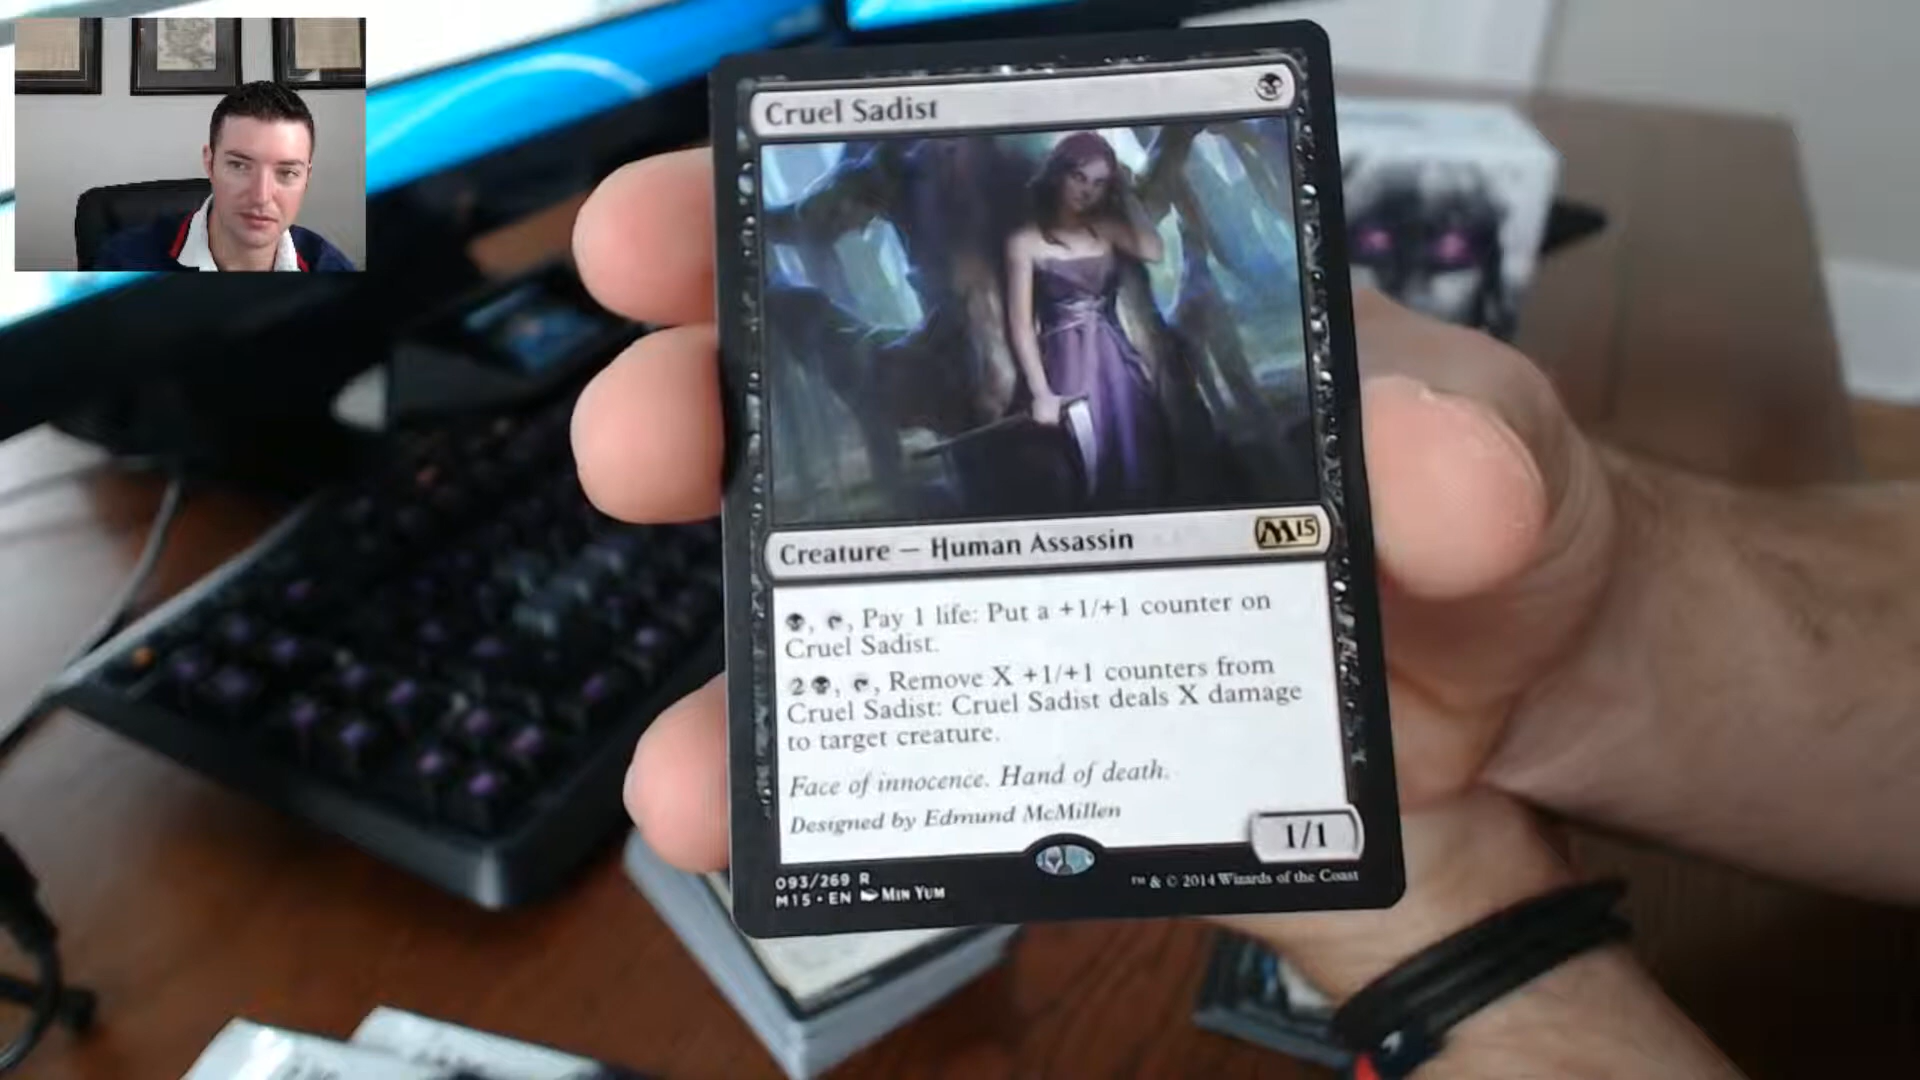 Cruel Sadist
Creature — Human Assassin
M15
, , Pay 1 life: Put a +1/+1 counter on
Cruel Sadist.
2, , Remove X +1/+1 counters from
Cruel Sadist: Cruel Sadist deals X damage
to target creature.
Face of innocence. Hand of death.
Designed by Edmund McMillen
1/1
093/269 R
M15 • EN MIN YUM
™ & © 2014 Wizards of the Coast